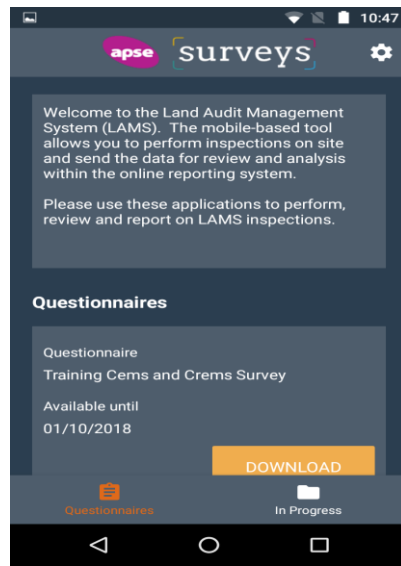 10:47
apse surveys
Welcome to the Land Audit Management
System (LAMS).  The mobile-based tool
allows you to perform inspections on site
and send the data for review and analysis
within the online reporting system.
Please use these applications to perform,
review and report on LAMS inspections.
Questionnaires
Questionnaire
Training Cems and Crems Survey
Available until
01/10/2018
DOWNLOAD
Questionnaires In Progress